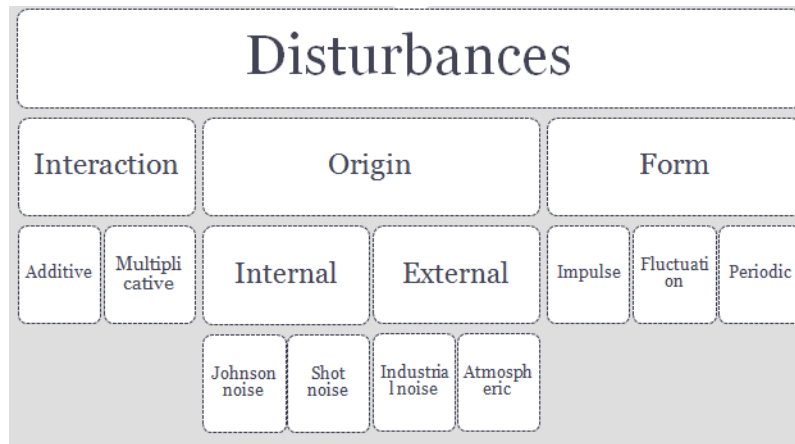 Disturbances
Interaction
Origin
Form
Additive
Multipli
cative
Internal
External
Impulse
Fluctuati
on
Periodic
Johnson
noise
Shot
noise
Industria
l noise
Atmosph
eric